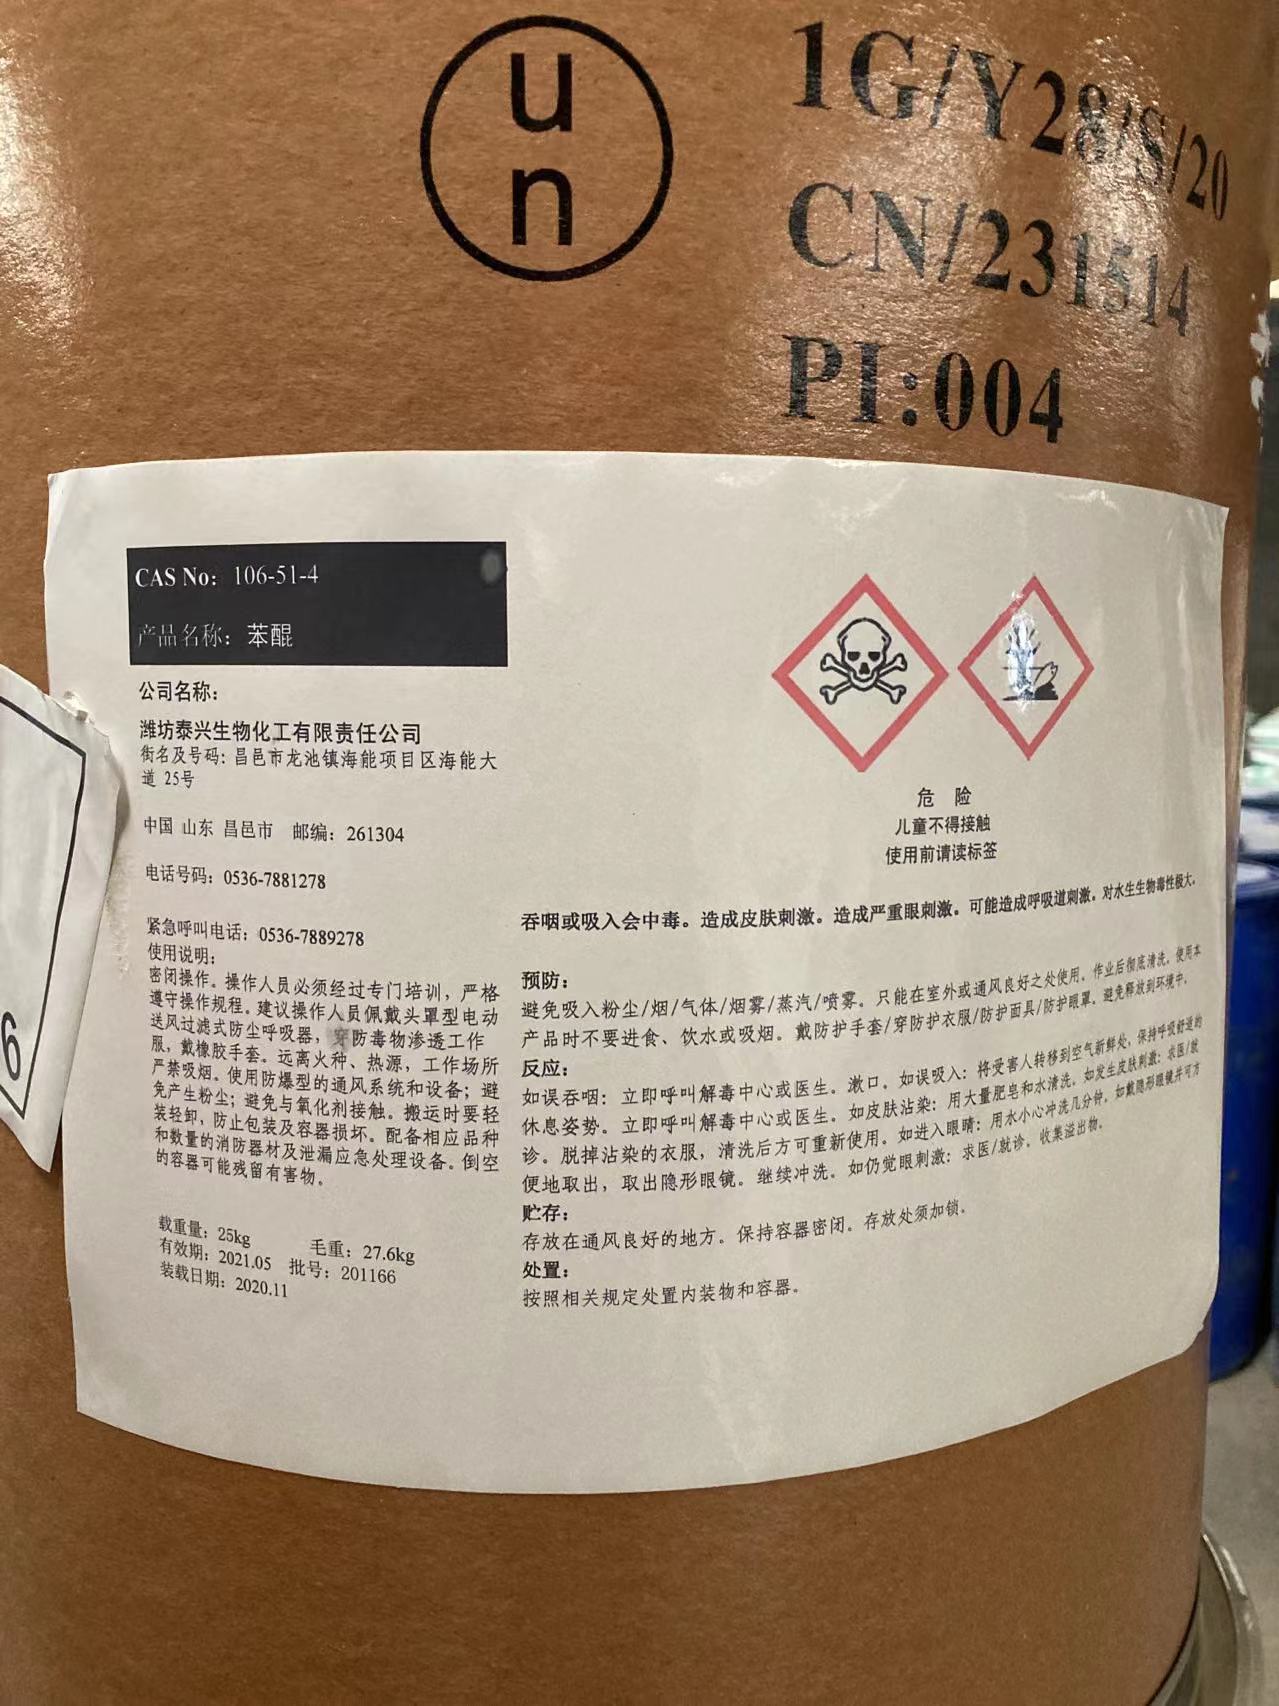 u
n
1G/Y28/S/20
CN/231514
PI:004
CAS No: 106-51-4
产品名称: 苯醌
公司名称:
潍坊泰兴生物化工有限责任公司
街名及号码: 昌邑市龙池镇海能项目区海能大
道 25号
中国 山东 昌邑市 邮编: 261304
电话号码: 0536-7881278
紧急呼叫电话: 0536-7889278
使用说明:
密闭操作。操作人员必须经过专门培训，严格
遵守操作规程。建议操作人员佩戴头罩型电动
送风过滤式防尘呼吸器，穿防毒物渗透工作
服，戴橡胶手套。远离火种、热源，工作场所
严禁吸烟。使用防爆型的通风系统和设备；避
免产生粉尘；避免与氧化剂接触。搬运时要轻
装轻卸，防止包装及容器损坏。配备相应品种
和数量的消防器材及泄漏应急处理设备。倒空
的容器可能残留有害物。
载重量: 25kg 毛重: 27.6kg
有效期: 2021.05 批号: 201166
装载日期: 2020.11
危 险
儿童不得接触
使用前请读标签
吞咽或吸入会中毒。造成皮肤刺激。造成严重眼刺激。可能造成呼吸道刺激。对水生生物毒性极大。
预防:
避免吸入粉尘/烟/气体/烟雾/蒸汽/喷雾。只能在室外或通风良好之处使用。作业后彻底清洗。使用本
产品时不要进食、饮水或吸烟。戴防护手套/穿防护衣服/防护面具/防护眼罩。避免释放到环境中。
反应:
如误吞咽: 立即呼叫解毒中心或医生。漱口。如误吸入: 将受害人转移到空气新鲜处，保持呼吸舒适的
休息姿势。立即呼叫解毒中心或医生。如皮肤沾染: 用大量肥皂和水清洗。如发生皮肤刺激: 求医/就
诊。脱掉沾染的衣服，清洗后方可重新使用。如进入眼睛: 用水小心冲洗几分钟。如戴隐形眼镜并可方
便地取出，取出隐形眼镜。继续冲洗。如仍觉眼刺激: 求医/就诊。收集溢出物。
贮存:
存放在通风良好的地方。保持容器密闭。存放处须加锁。
处置:
按照相关规定处置内装物和容器。
6